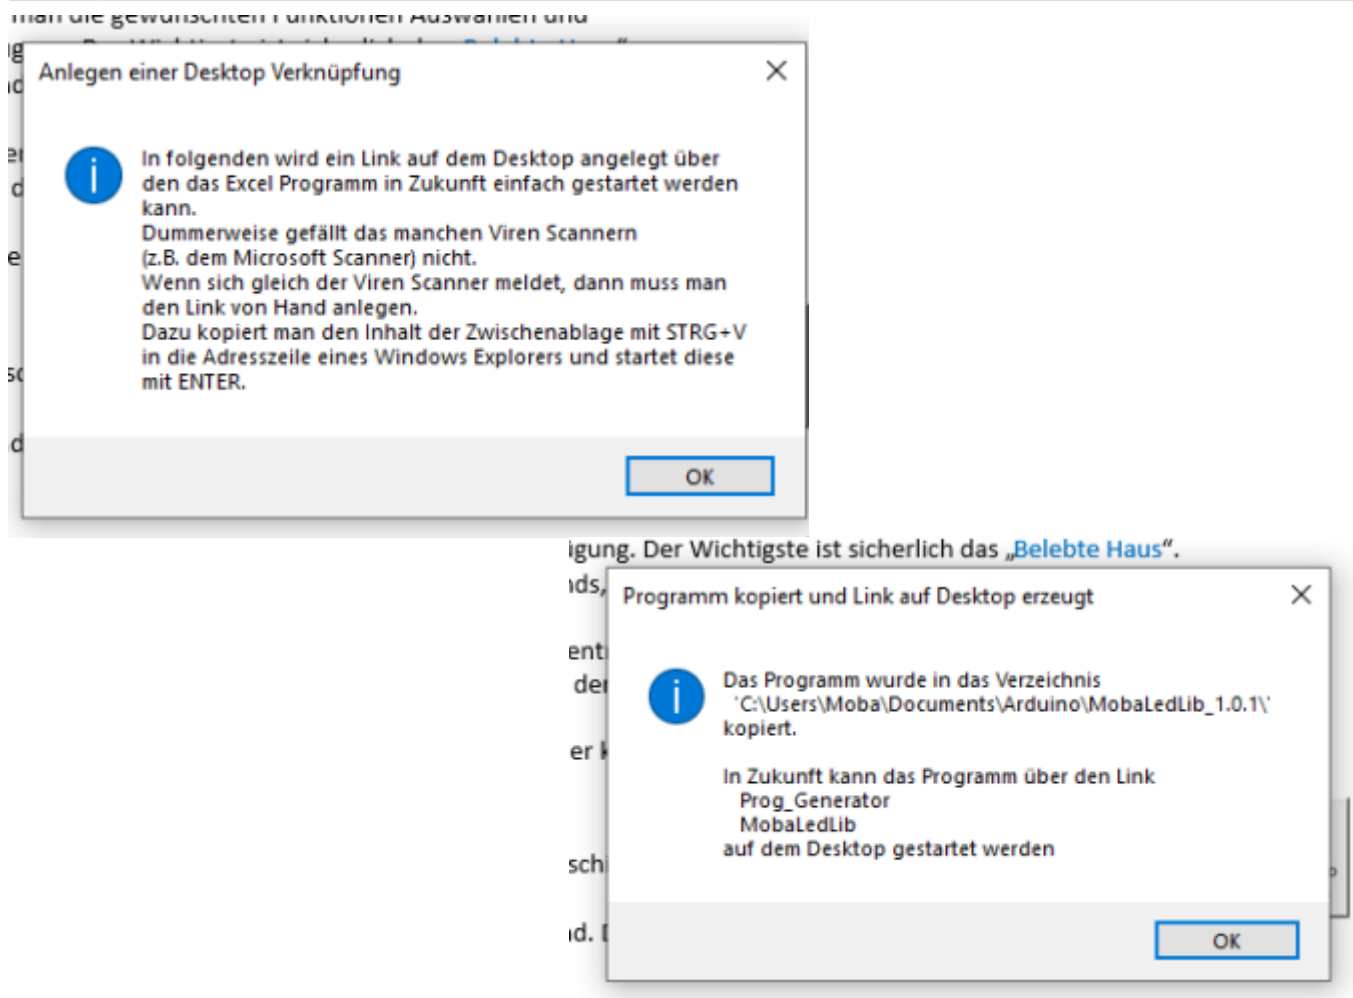 man die gewünschten Funktionen Auswählen und
Anlegen einer Desktop Verknüpfung
In folgenden wird ein Link auf dem Desktop angelegt über
den das Excel Programm in Zukunft einfach gestartet werden
kann.
Dummerweise gefällt das manchen Viren Scannern
(z.B. dem Microsoft Scanner) nicht.
Wenn sich gleich der Viren Scanner meldet, dann muss man
den Link von Hand anlegen.
Dazu kopiert man den Inhalt der Zwischenablage mit STRG+V
in die Adresszeile eines Windows Explorers und startet diese
mit ENTER.
OK
igung. Der Wichtigste ist sicherlich das „Belebte Haus“.
Programm kopiert und Link auf Desktop erzeugt
Das Programm wurde in das Verzeichnis
'C:\Users\Moba\Documents\Arduino\MobaLedLib_1.0.1\'
kopiert.
In Zukunft kann das Programm über den Link
Prog_Generator
MobaLedLib
auf dem Desktop gestartet werden
OK